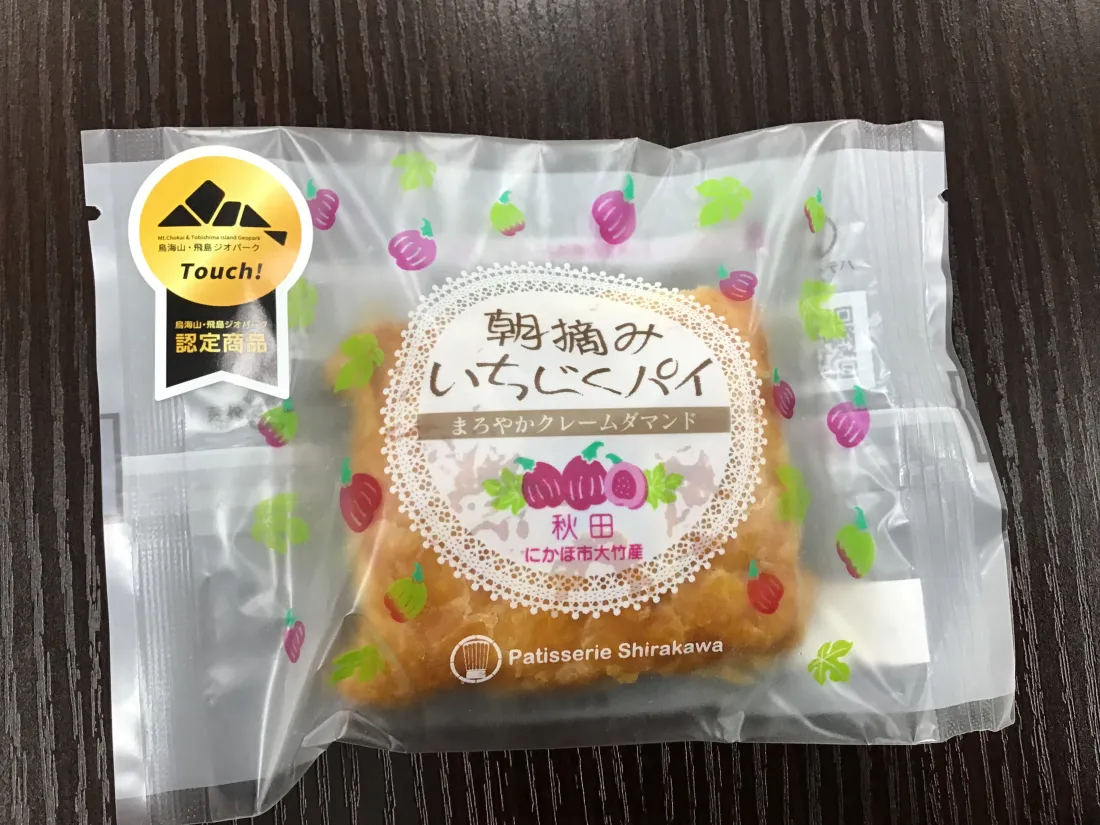 Mt.Chokai & Tobishima island Geopark
鳥海山・飛島ジオパーク
Touch!
鳥海山・飛島ジオパーク
認定商品
朝摘み
いちじくパイ
まろやかクレームダマンド
秋田
にかほ市大竹産
Patisserie Shirakawa